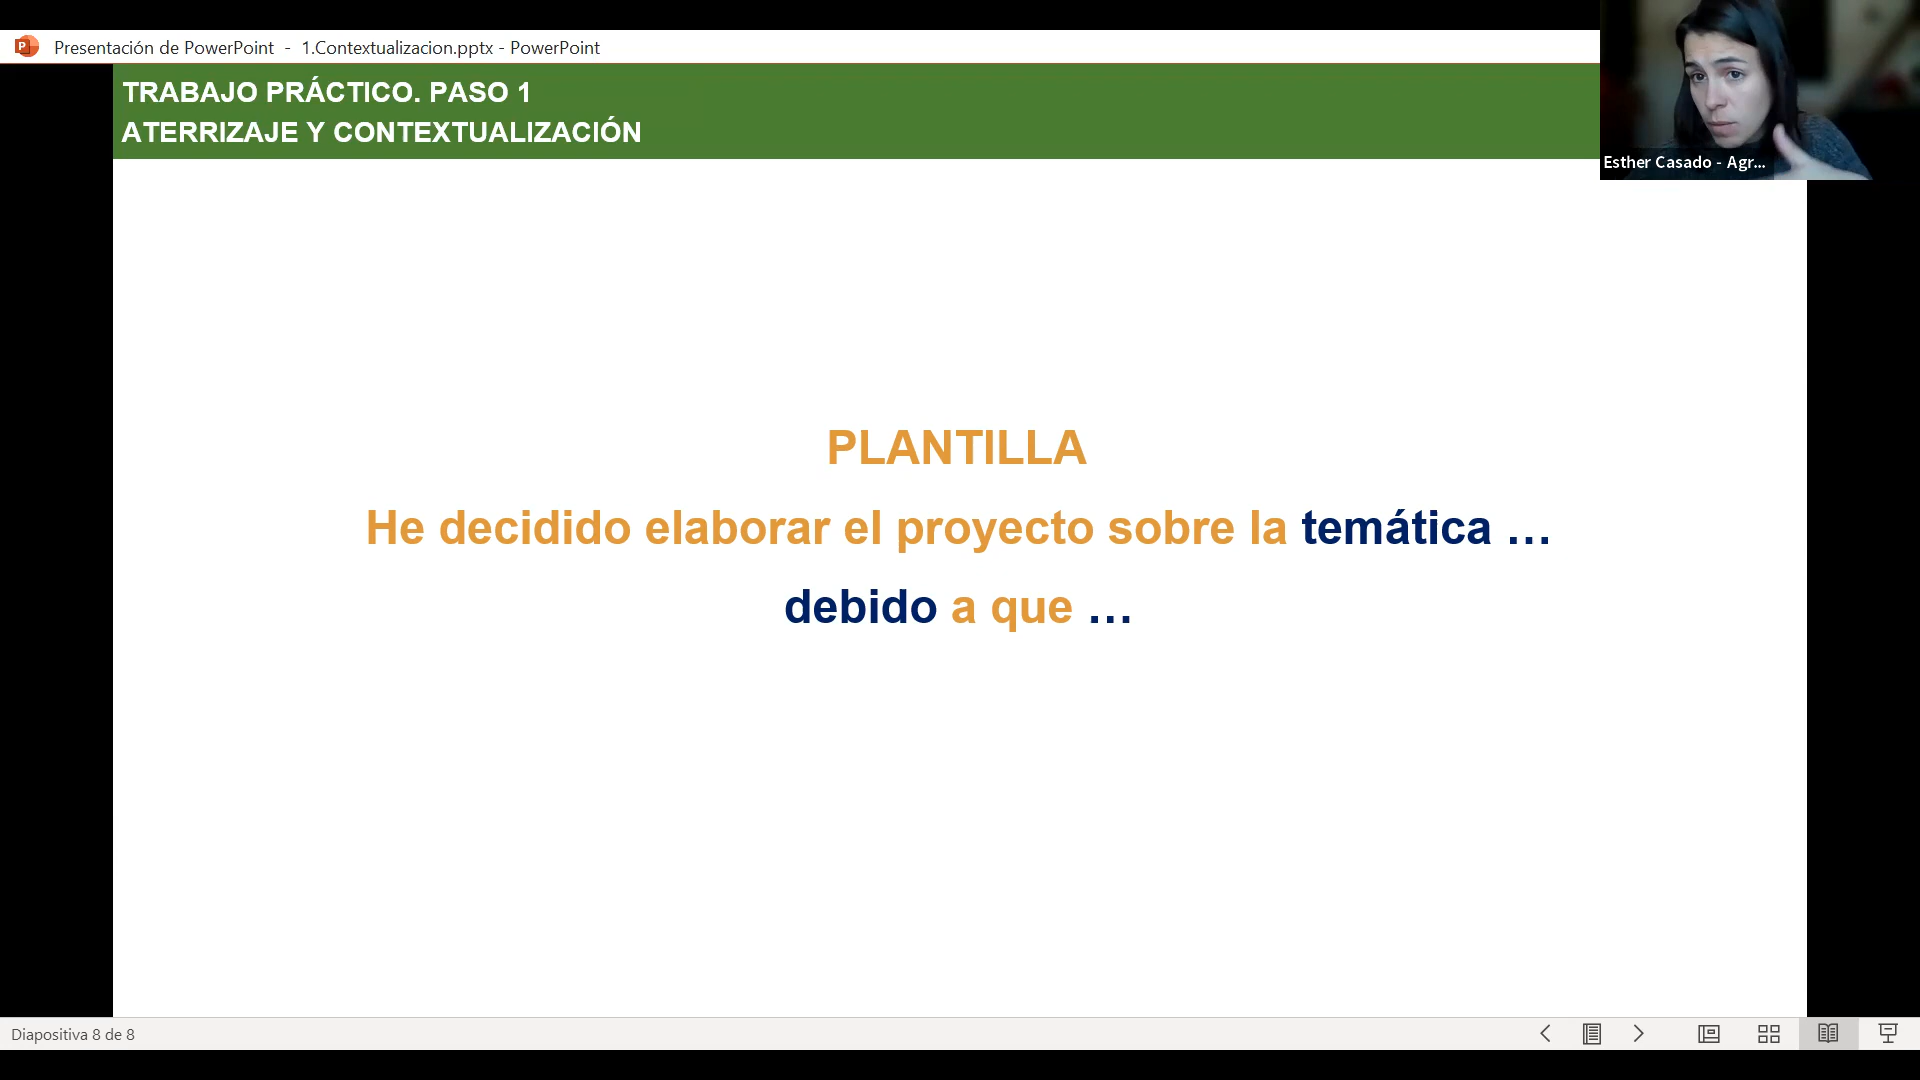 Presentación de PowerPoint - 1.Contextualizacion.pptx - PowerPoint
TRABAJO PRÁCTICO. PASO 1
ATERRIZAJE Y CONTEXTUALIZACIÓN
Esther Casado - Agr...
PLANTILLA
He decidido elaborar el proyecto sobre la temática ...
debido a que ...
Diapositiva 8 de 8